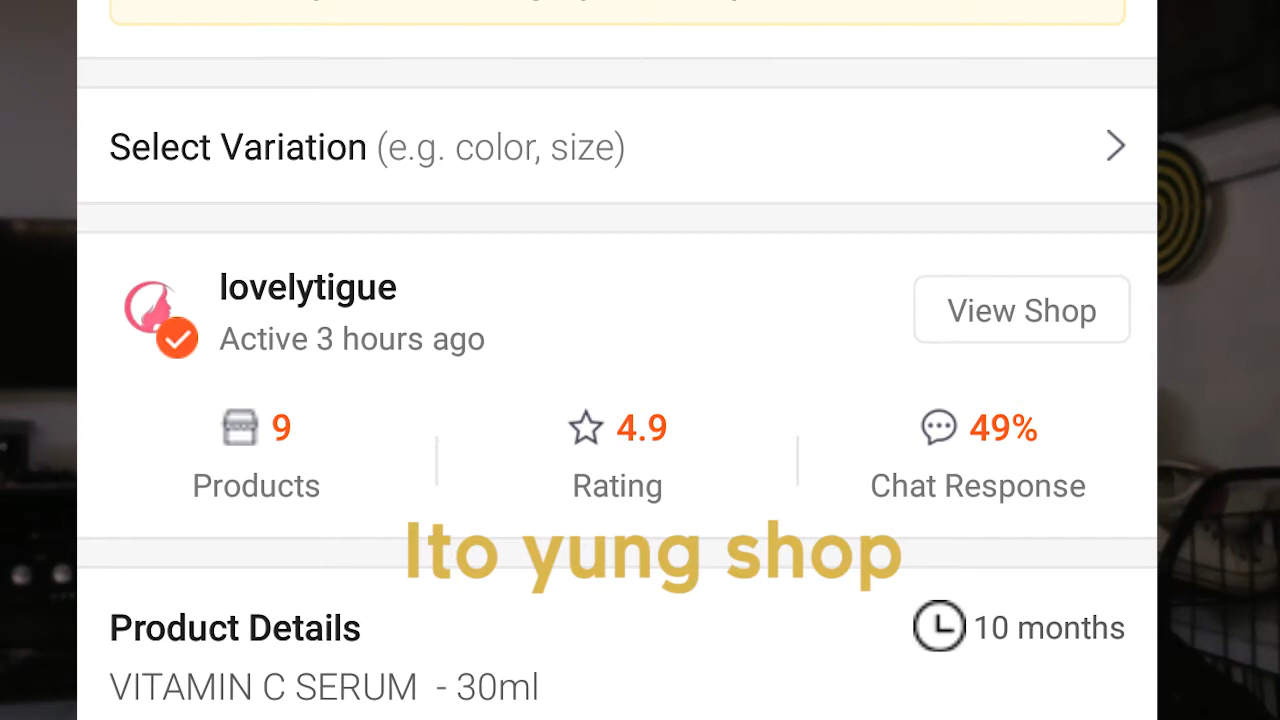 Select Variation (e.g. color, size)
lovelytigue
Active 3 hours ago
View Shop
9
Products
4.9
Rating
49%
Chat Response
Ito yung shop
Product Details
10 months
VITAMIN C SERUM - 30ml